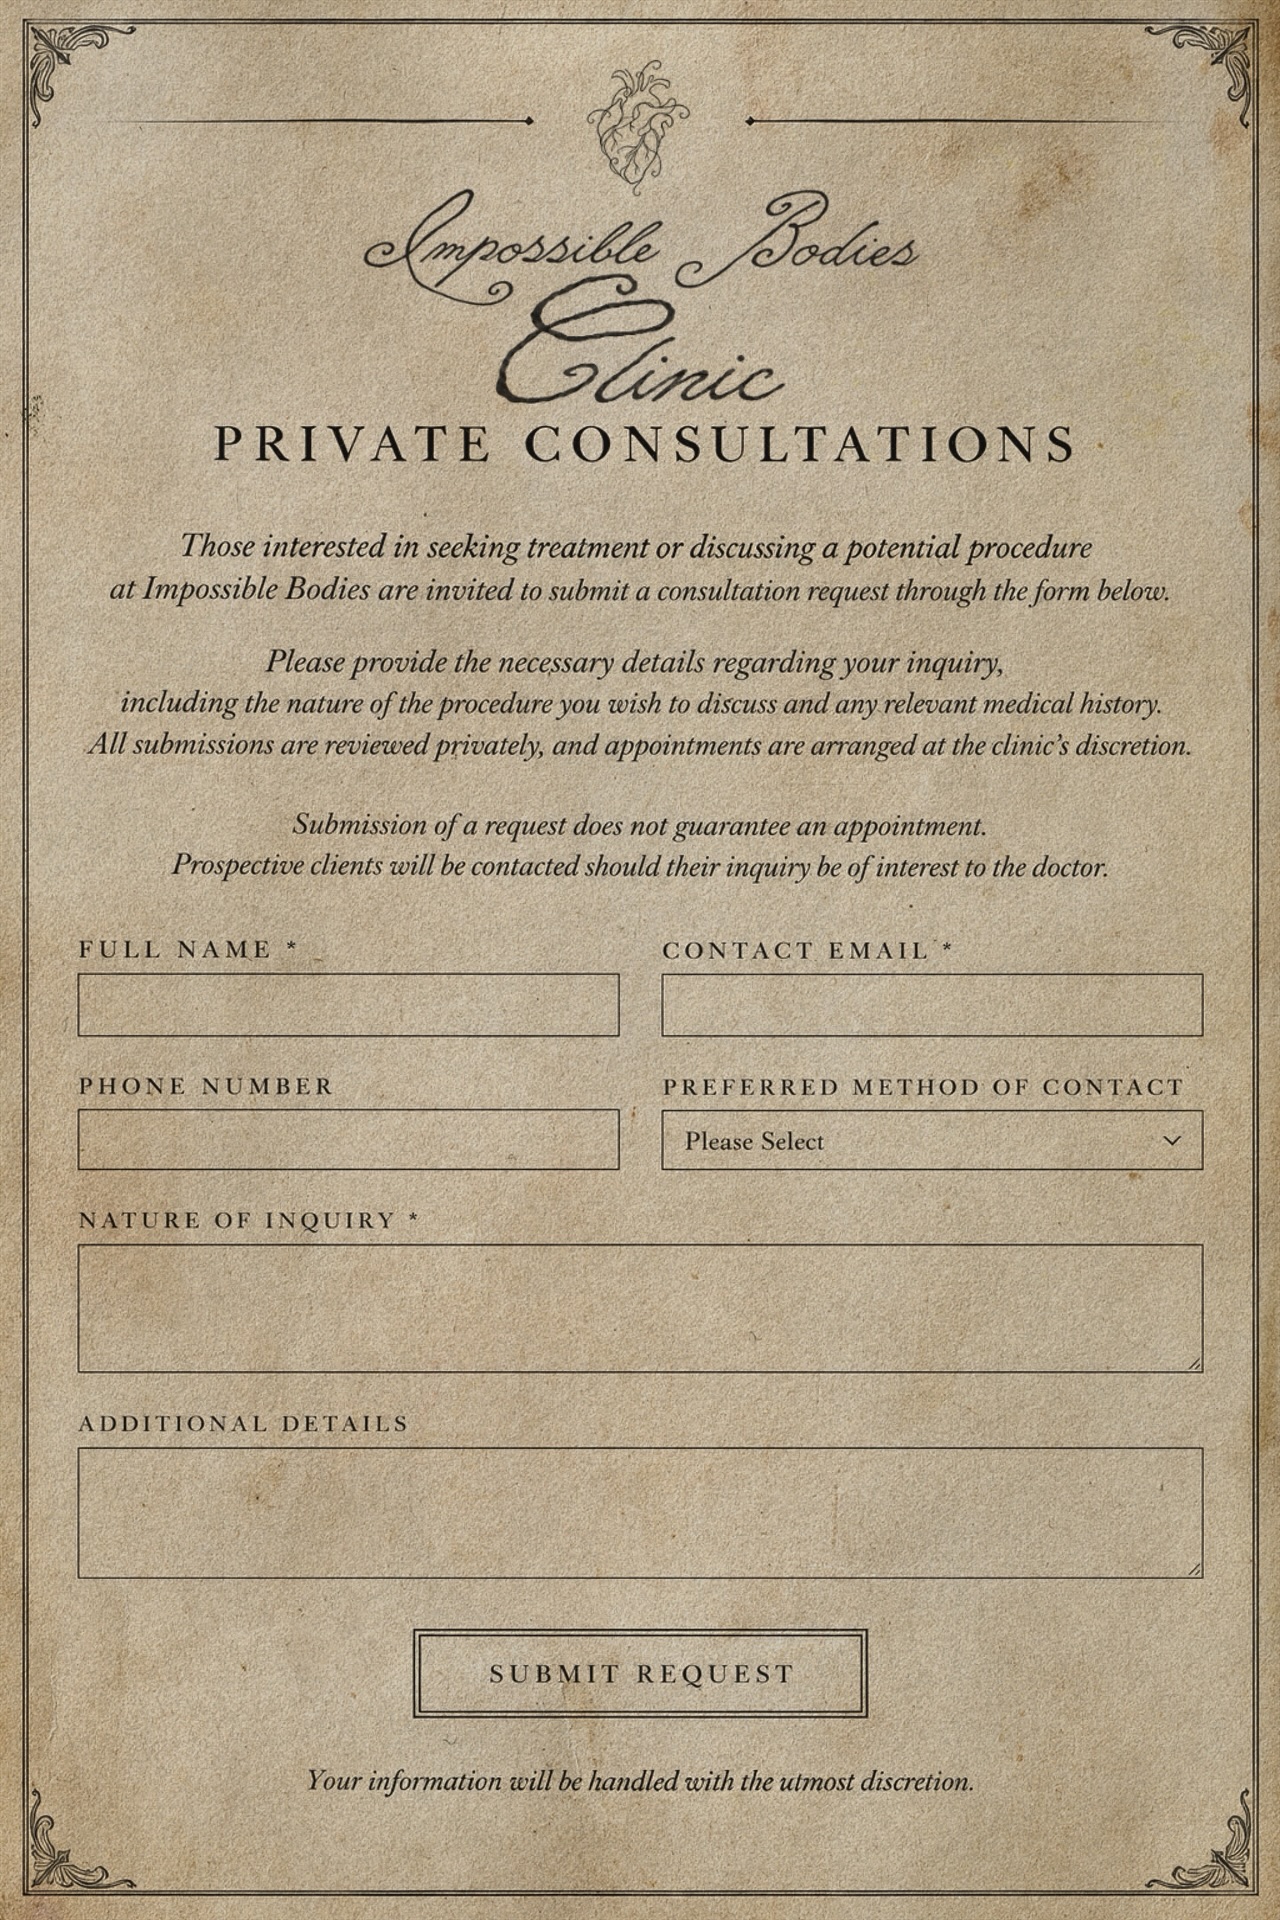 Impossible Bodies
Clinic
PRIVATE CONSULTATIONS
Those interested in seeking treatment or discussing a potential procedure
at Impossible Bodies are invited to submit a consultation request through the form below.
Please provide the necessary details regarding your inquiry,
including the nature of the procedure you wish to discuss and any relevant medical history.
All submissions are reviewed privately, and appointments are arranged at the clinic’s discretion.
Submission of a request does not guarantee an appointment.
Prospective clients will be contacted should their inquiry be of interest to the doctor.
FULL NAME *
CONTACT EMAIL *
PHONE NUMBER
PREFERRED METHOD OF CONTACT
Please Select
NATURE OF INQUIRY *
ADDITIONAL DETAILS
SUBMIT REQUEST
Your information will be handled with the utmost discretion.